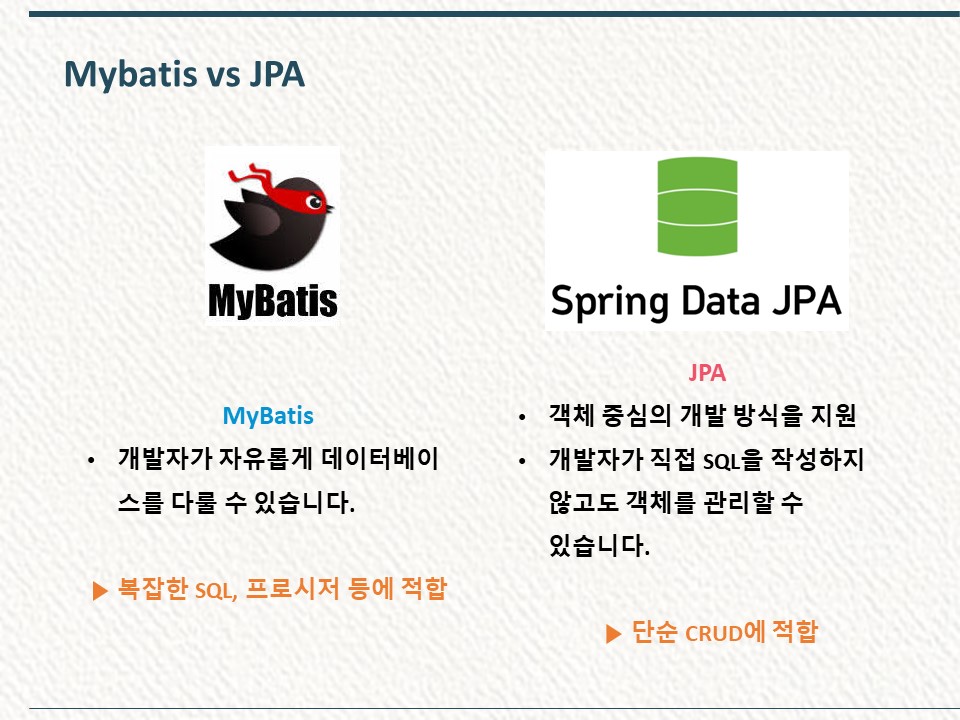 Mybatis vs JPA
MyBatis
MyBatis
• 개발자가 자유롭게 데이터베이
스를 다룰 수 있습니다.
▶ 복잡한 SQL, 프로시저 등에 적합
Spring Data JPA
JPA
• 객체 중심의 개발 방식을 지원
• 개발자가 직접 SQL을 작성하지
않고도 객체를 관리할 수
있습니다.
▶ 단순 CRUD에 적합